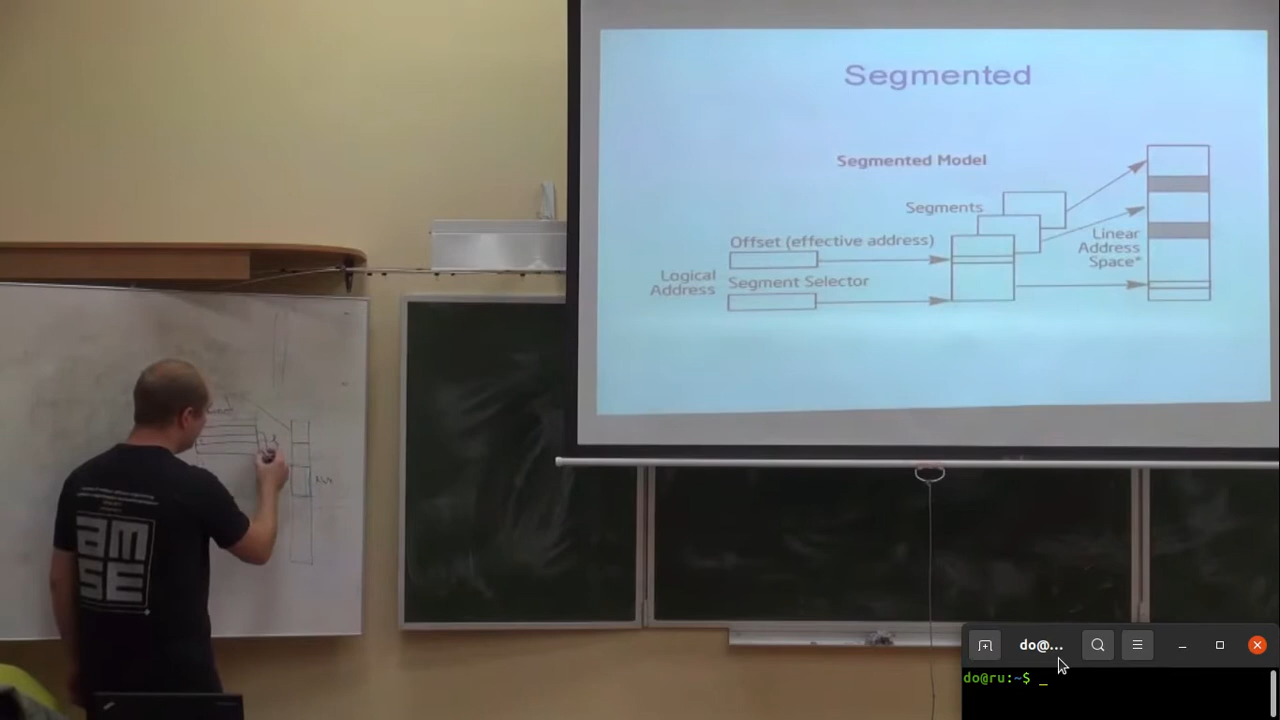 Segmented
Segmented Model
Segments
Offset (effective address)
Linear
Address
Space*
Logical
Address
Segment Selector
am
SE
do@...
do@ru:~$ _